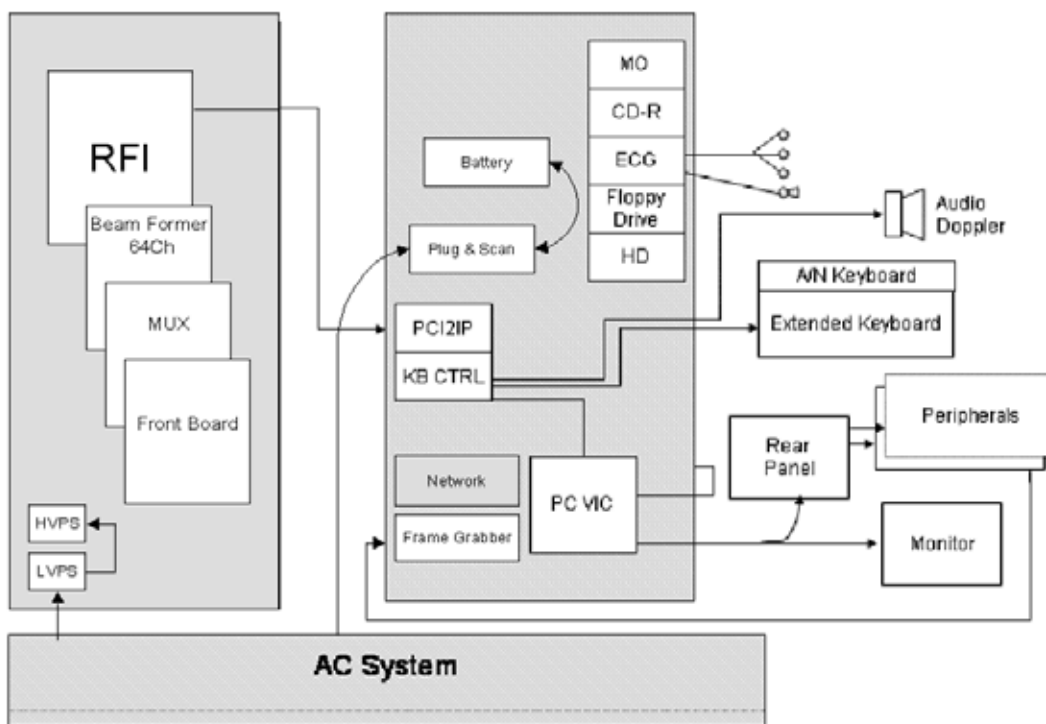 RFI
Beam Former
64Ch
MUX
Front Board
HVPS
LVPS
MO
CD-R
ECG
Floppy
Drive
HD
Battery
Plug & Scan
PCI2IP
KB CTRL
Network
Frame Grabber
PC VIC
Audio
Doppler
A/N Keyboard
Extended Keyboard
Peripherals
Rear
Panel
Monitor
AC System